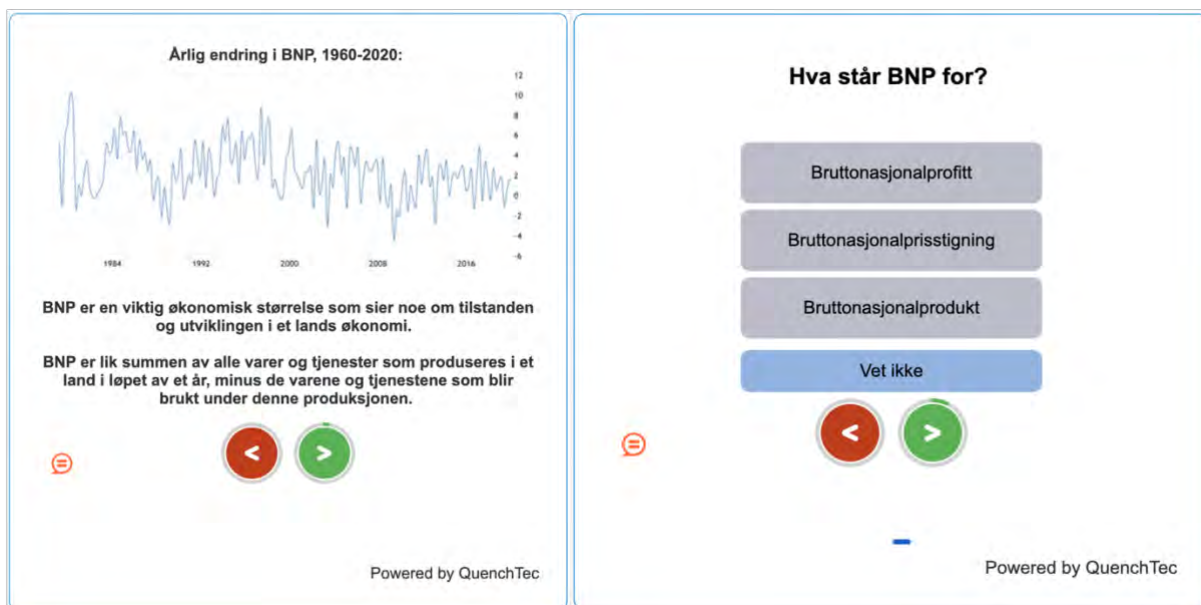 Årlig endring i BNP, 1960-2020:
12
10
8
6
4
2
0
-2
-4
-6
1984 1992 2000 2008 2016
BNP er en viktig økonomisk størrelse som sier noe om tilstanden
og utviklingen i et lands økonomi.
BNP er lik summen av alle varer og tjenester som produseres i et
land i løpet av et år, minus de varene og tjenestene som blir
brukt under denne produksjonen.
< >
Powered by QuenchTec
Hva står BNP for?
Bruttonasjonalprofitt
Bruttonasjonalprisstigning
Bruttonasjonalprodukt
Vet ikke
< >
Powered by QuenchTec